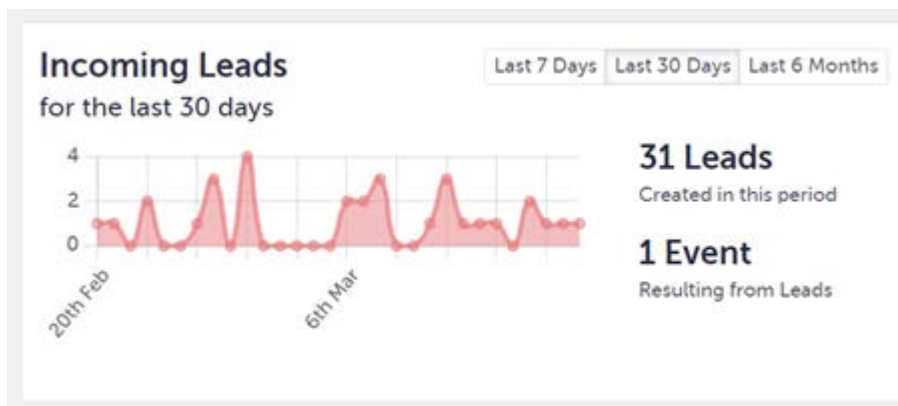 Incoming Leads
for the last 30 days
Last 7 Days
Last 30 Days
Last 6 Months
4
2
0
20th Feb
6th Mar
31 Leads
Created in this period
1 Event
Resulting from Leads